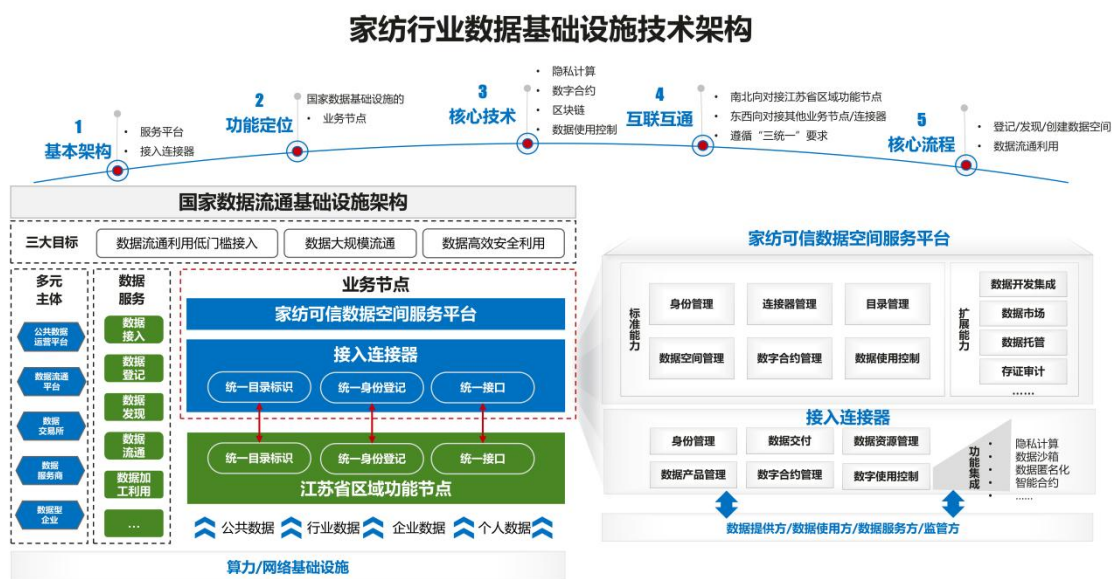 家纺行业数据基础设施技术架构
1
基本架构
• 服务平台
• 接入连接器
2
功能定位
国家数据基础设施的
• 业务节点
3
核心技术
• 隐私计算
• 数字合约
• 区块链
• 数据使用控制
4
互联互通
• 南北向对接江苏省区域功能节点
• 东西向对接其他业务节点/连接器
• 遵循“三统一”要求
5
核心流程
• 登记/发现/创建数据空间
• 数据流通利用
国家数据流通基础设施架构
三大目标
数据流通利用低门槛接入
数据大规模流通
数据高效安全利用
多元
主体
公共数据
运营平台
数据流通
平台
数据
交易所
数据
服务商
数据型
企业
数据
服务
数据
接入
数据
登记
数据
发现
数据
流通
数据加
工利用
...
业务节点
家纺可信数据空间服务平台
接入连接器
统一目录标识
统一身份登记
统一接口
统一目录标识
统一身份登记
统一接口
江苏省区域功能节点
公共数据
行业数据
企业数据
个人数据
算力/网络基础设施
家纺可信数据空间服务平台
标准能力
身份管理
连接器管理
目录管理
数据空间管理
数字合约管理
数据使用控制
扩展能力
数据开发集成
数据市场
数据托管
存证审计
……
接入连接器
身份管理
数据交付
数据资源管理
数据产品管理
数字合约管理
数字使用控制
功能集成
• 隐私计算
• 数据沙箱
• 数据匿名化
• 智能合约
• ……
数据提供方/数据使用方/数据服务方/监管方